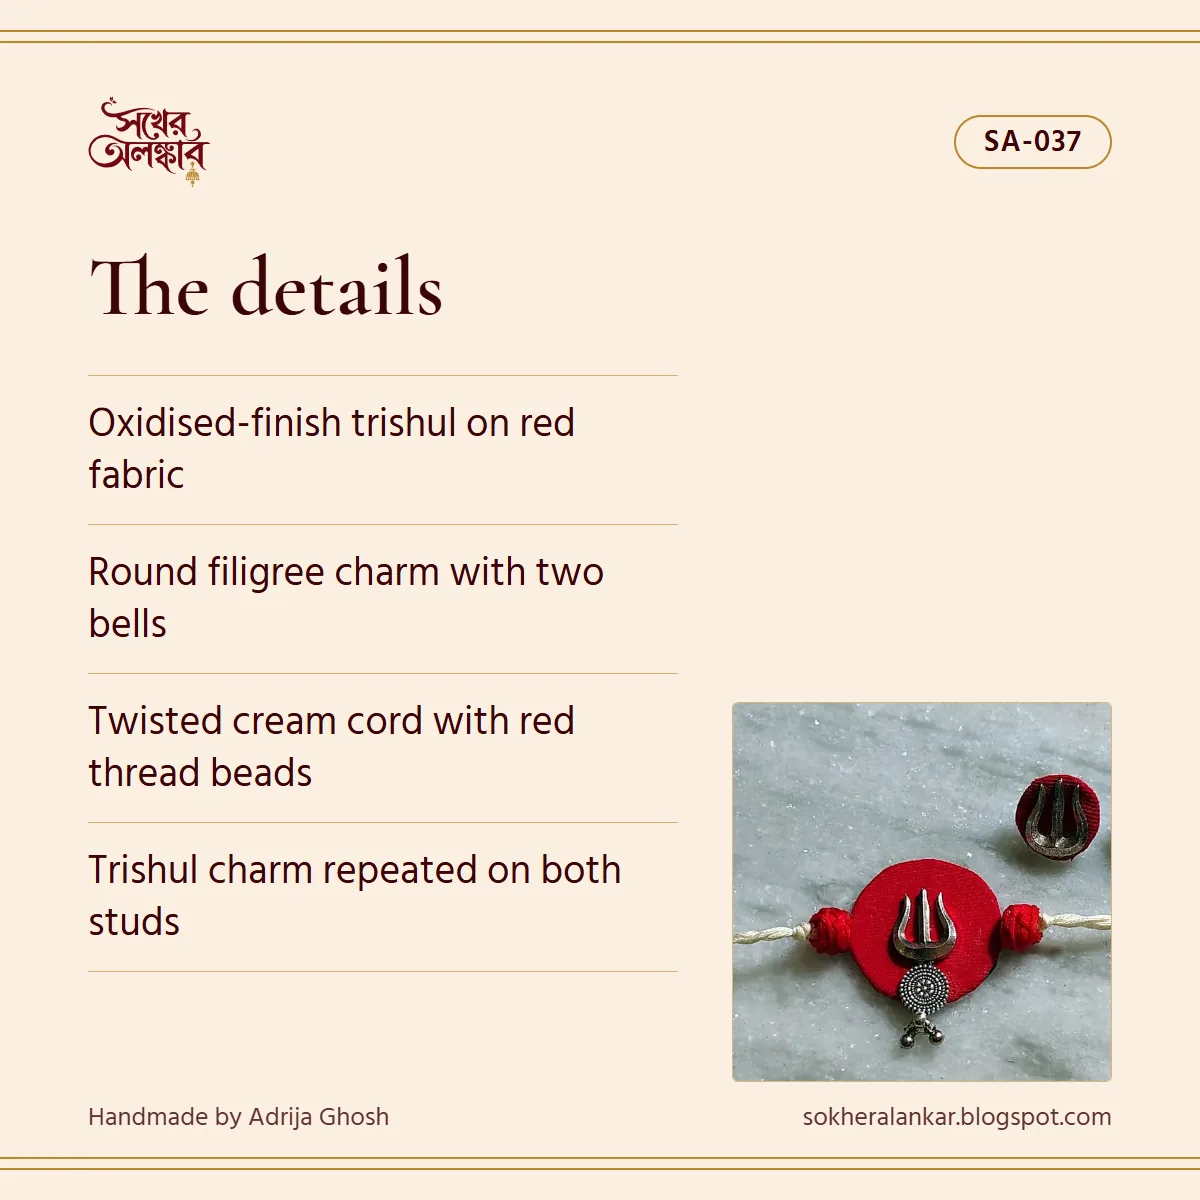 সখের
অলঙ্কার
SA-037
The details
Oxidised-finish trishul on red
fabric
Round filigree charm with two
bells
Twisted cream cord with red
thread beads
Trishul charm repeated on both
studs
Handmade by Adrija Ghosh
sokheralankar.blogspot.com